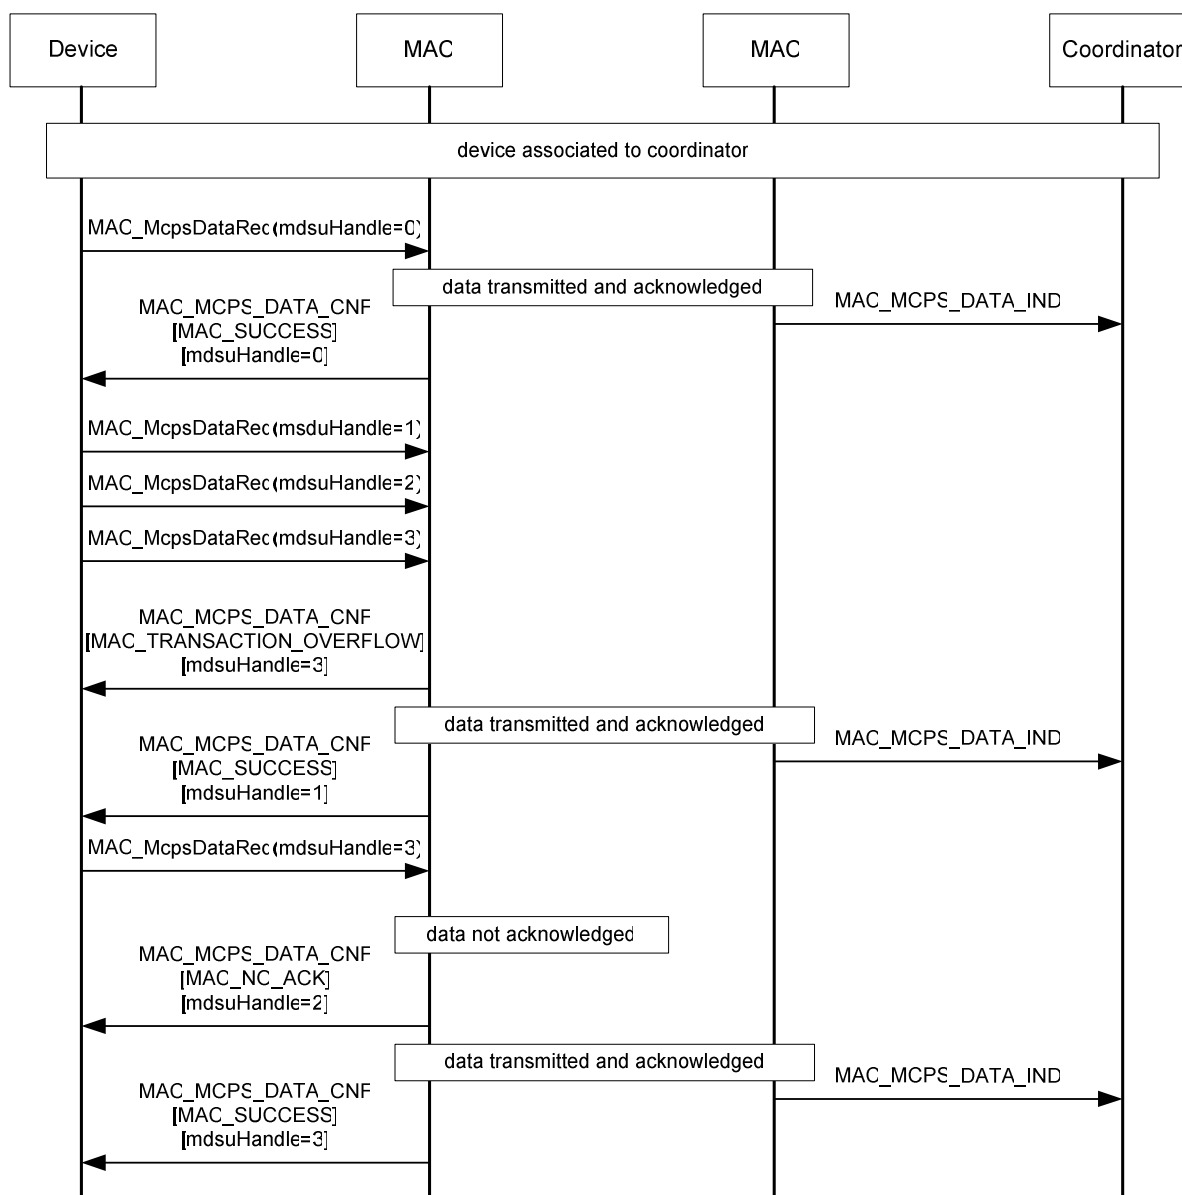 Device
MAC
MAC
Coordinator
device associated to coordinator
MAC_McpsDataReq(mdsuHandle=0)
data transmitted and acknowledged
MAC_MCPS_DATA_IND
MAC_MCPS_DATA_CNF
[MAC_SUCCESS]
[mdsuHandle=0]
MAC_McpsDataReq(msduHandle=1)
MAC_McpsDataReq(mdsuHandle=2)
MAC_McpsDataReq(mdsuHandle=3)
MAC_MCPS_DATA_CNF
[MAC_TRANSACTION_OVERFLOW]
[mdsuHandle=3]
data transmitted and acknowledged
MAC_MCPS_DATA_IND
MAC_MCPS_DATA_CNF
[MAC_SUCCESS]
[mdsuHandle=1]
MAC_McpsDataReq(mdsuHandle=3)
data not acknowledged
MAC_MCPS_DATA_CNF
[MAC_NO_ACK]
[mdsuHandle=2]
data transmitted and acknowledged
MAC_MCPS_DATA_IND
MAC_MCPS_DATA_CNF
[MAC_SUCCESS]
[mdsuHandle=3]